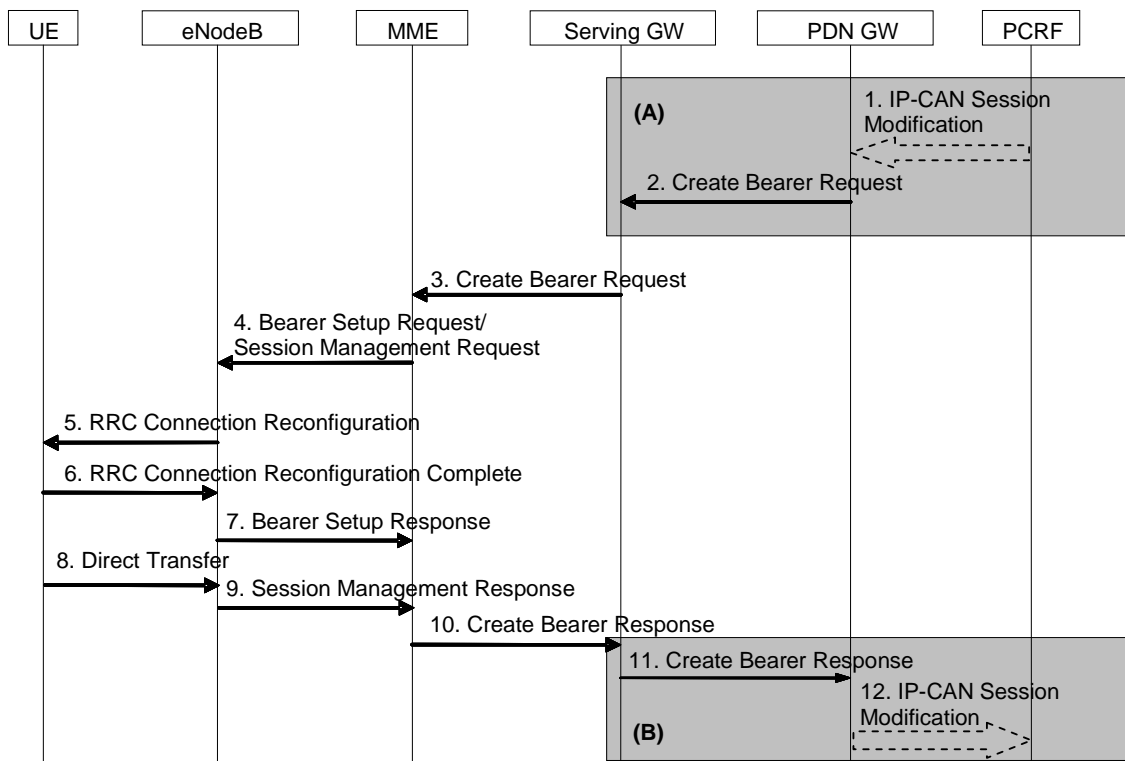 UE
eNodeB
MME
Serving GW
PDN GW
PCRF
(A)
1. IP-CAN Session
Modification
2. Create Bearer Request
3. Create Bearer Request
4. Bearer Setup Request/
Session Management Request
5. RRC Connection Reconfiguration
6. RRC Connection Reconfiguration Complete
7. Bearer Setup Response
8. Direct Transfer
9. Session Management Response
10. Create Bearer Response
11. Create Bearer Response
12. IP-CAN Session
Modification
(B)